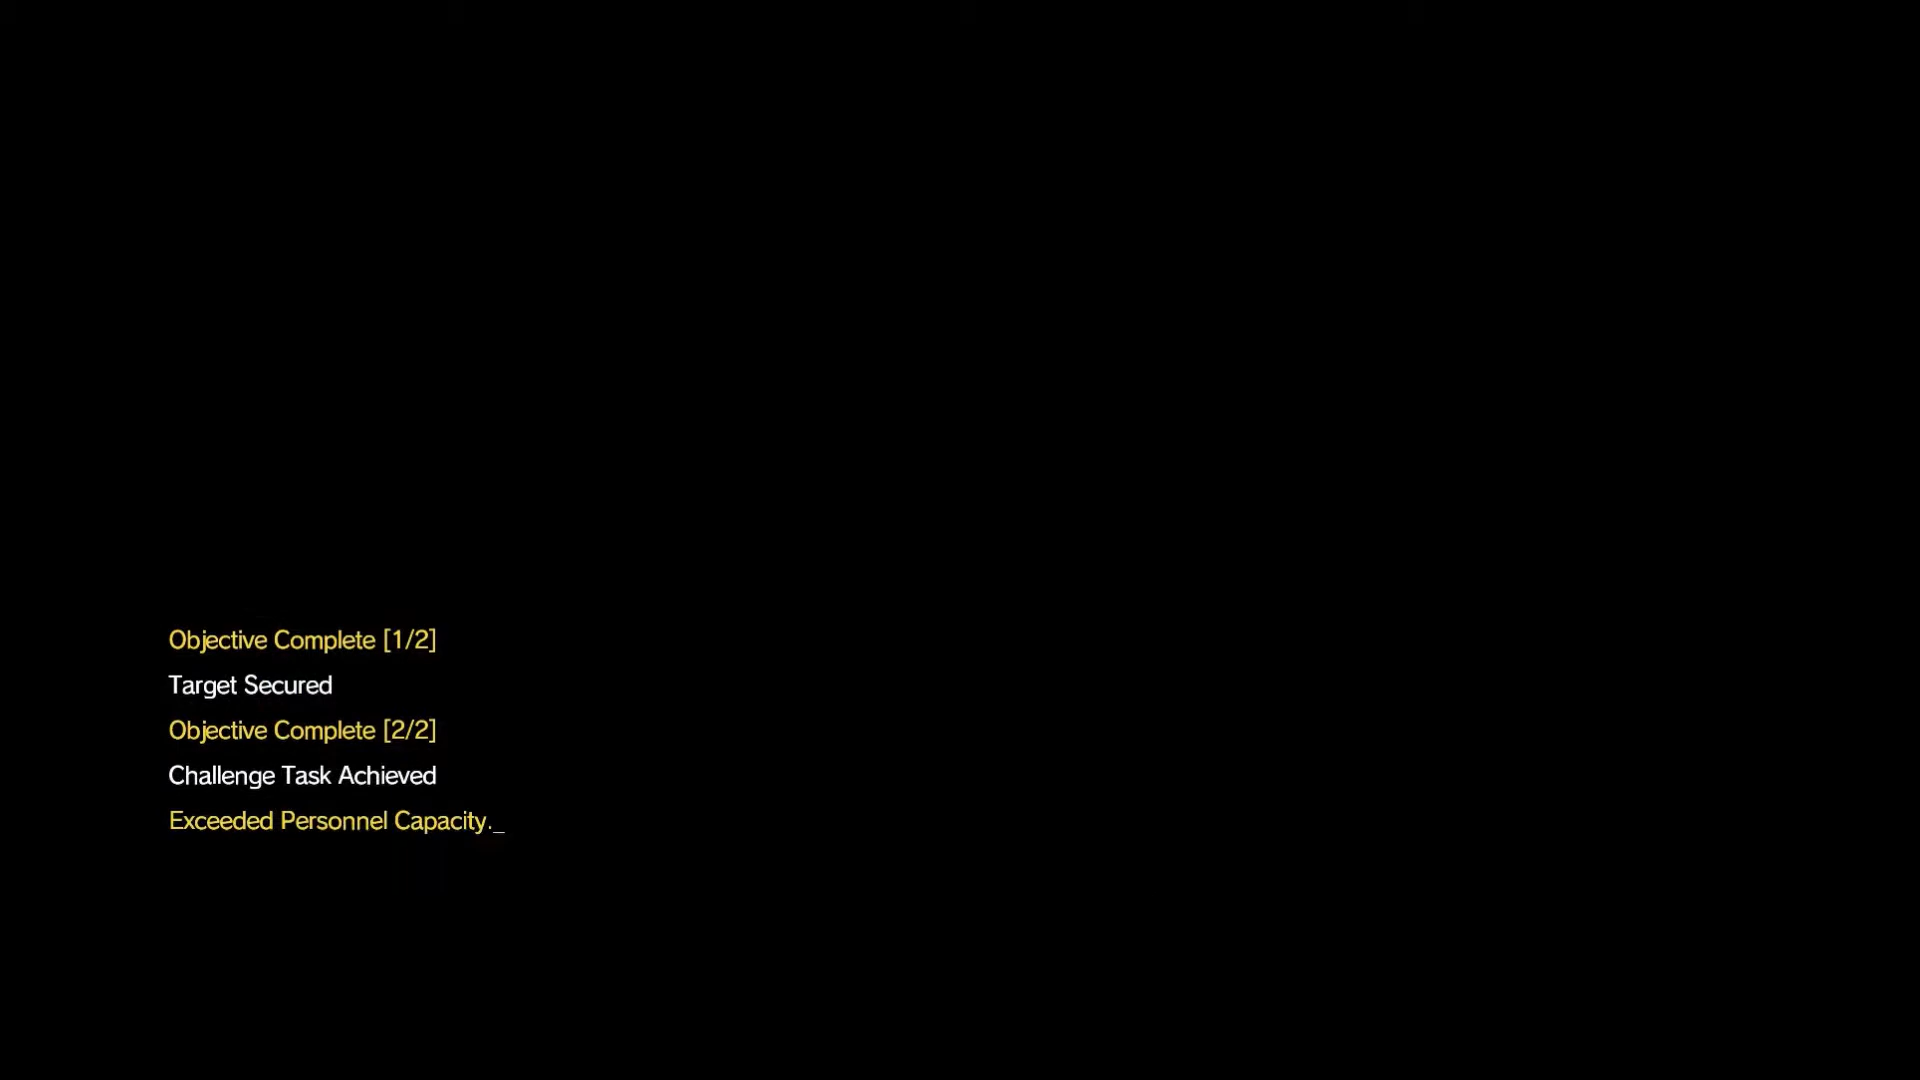 Objective Complete [1/2]
Target Secured
Objective Complete [2/2]
Challenge Task Achieved
Exceeded Personnel Capacity._